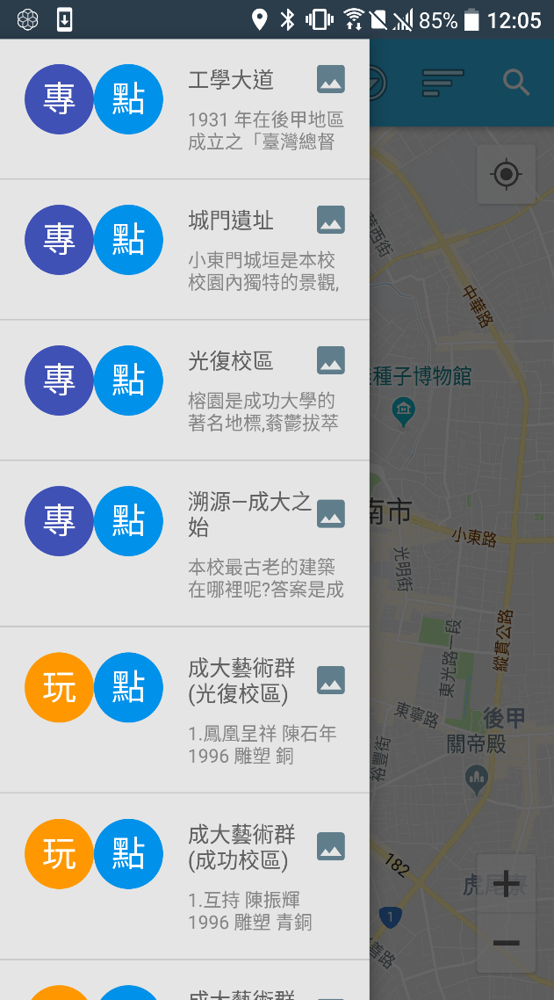 85% 12:05
專 點 工學大道
1931 年在後甲地區
成立之「臺灣總督
專 點 城門遺址
小東門城垣是本校
校園內獨特的景觀,
專 點 光復校區
榕園是成功大學的
著名地標,蓊鬱拔萃
專 點 溯源—成大之
始
本校最古老的建築
在哪裡呢?答案是成
玩 點 成大藝術群
(光復校區)
1.鳳凰呈祥 陳石年
1996 雕塑 銅
玩 點 成大藝術群
(成功校區)
1.互持 陳振輝
1996 雕塑 青銅
成大藝術群
華西街
中華路
種子博物館
南市
小東路
光明街
縱貫公路
東光路一段
東寧路
後甲
關帝殿
裕豐街
182
虎尾寮
1
善路